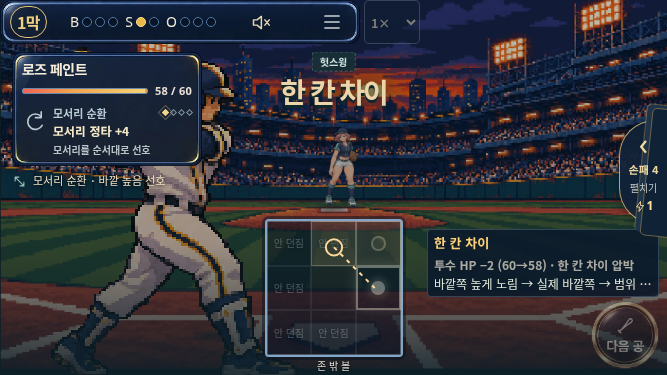 1막
B S O
1×
로즈 페인트
58 / 60
모서리 순환
모서리 정타 +4
모서리를 순서대로 선호
모서리 순환 · 바깥 높은 선호
헛스윙
한 칸 차이
손패 4
펼치기
1
안 던짐
안 던짐
안 던짐
안 던짐
존 밖 볼
한 칸 차이
투수 HP −2 (60→58) · 한 칸 차이 압박
바깥쪽 높게 노림 → 실제 바깥쪽 → 범위 …
다음 공